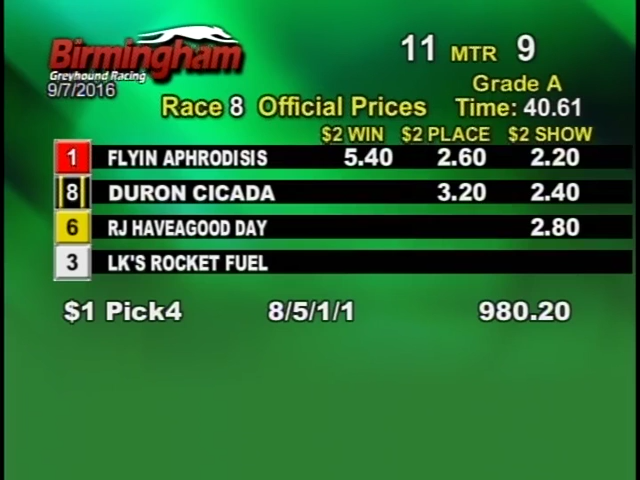 Birmingham
Greyhound Racing
9/7/2016
11 MTR 9
Grade A
Race 8 Official Prices Time: 40.61
$2 WIN $2 PLACE $2 SHOW
1 FLYIN APHRODISIS 5.40 2.60 2.20
8 DURON CICADA 3.20 2.40
6 RJ HAVEAGOOD DAY 2.80
3 LK'S ROCKET FUEL
$1 Pick4 8/5/1/1 980.20